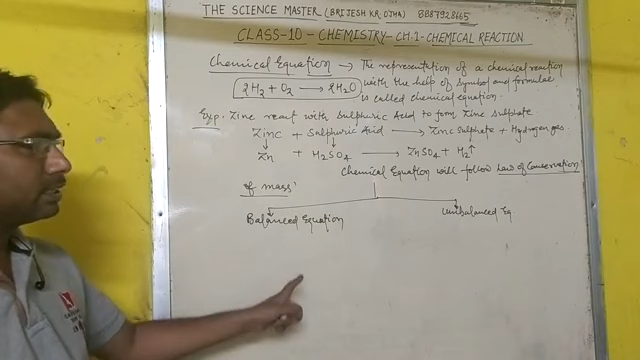 THE SCIENCE MASTER (BRIJESH KR. OJHA) 8887928665
CLASS-10 - CHEMISTRY - CH.1 - CHEMICAL REACTION
Chemical Equation → The representation of a chemical reaction
with the help of symbol and formulae
is called chemical equation.
2H₂ + O₂ → 2H₂O
Exp. Zinc react with Sulphuric Acid to form Zinc Sulphate
Zinc + Sulphuric Acid → Zinc Sulphate + Hydrogen gas.
Zn + H₂SO₄ → ZnSO₄ + H₂↑
Chemical Equation will follow Law of Conservation
of mass'
Balanced Equation
Unbalanced Eq